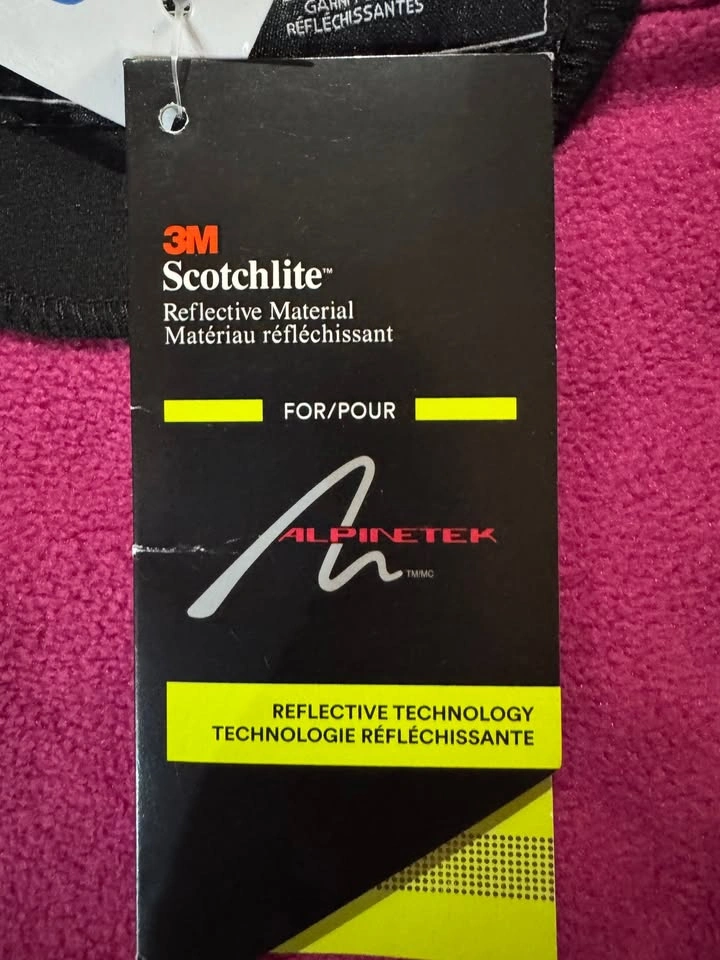 RÉFLÉCHISSANTES
3M
Scotchlite™
Reflective Material
Matériau réfléchissant
FOR/POUR
ALPINETEK
TM/MC
REFLECTIVE TECHNOLOGY
TECHNOLOGIE RÉFLÉCHISSANTE